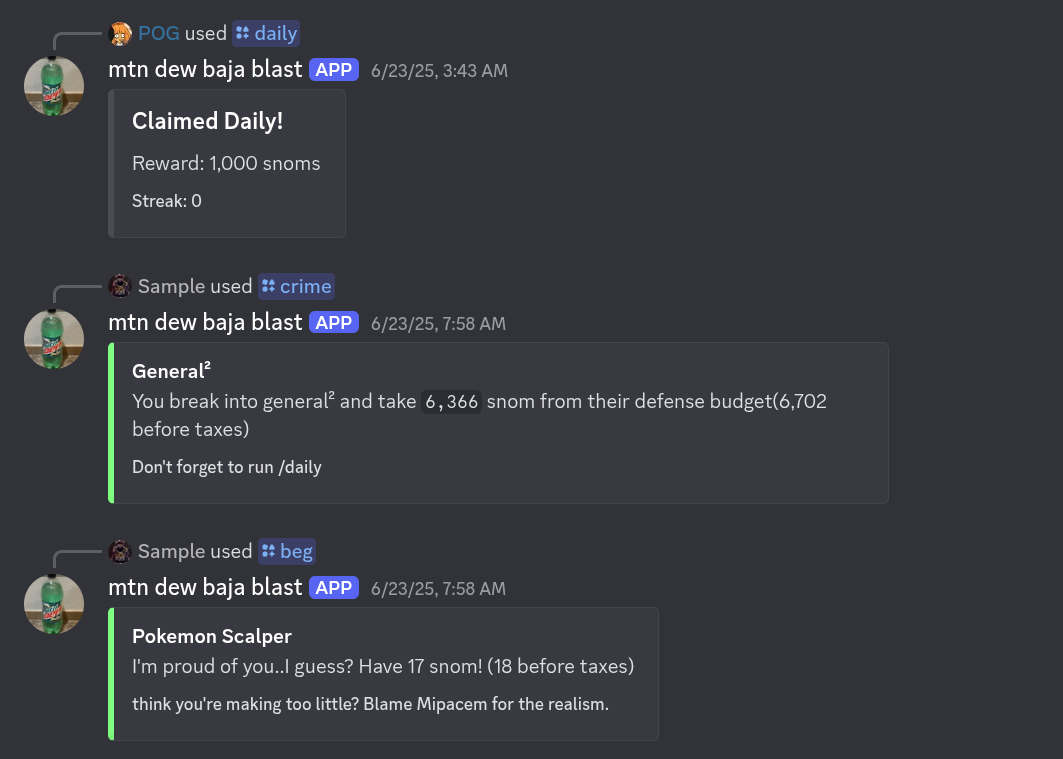 POG used daily
mtn dew baja blast APP 6/23/25, 3:43 AM
Claimed Daily!
Reward: 1,000 snoms
Streak: 0
Sample used crime
mtn dew baja blast APP 6/23/25, 7:58 AM
General²
You break into general² and take 6,366 snom from their defense budget(6,702
before taxes)
Don't forget to run /daily
Sample used beg
mtn dew baja blast APP 6/23/25, 7:58 AM
Pokemon Scalper
I'm proud of you..I guess? Have 17 snom! (18 before taxes)
think you're making too little? Blame Mipacem for the realism.